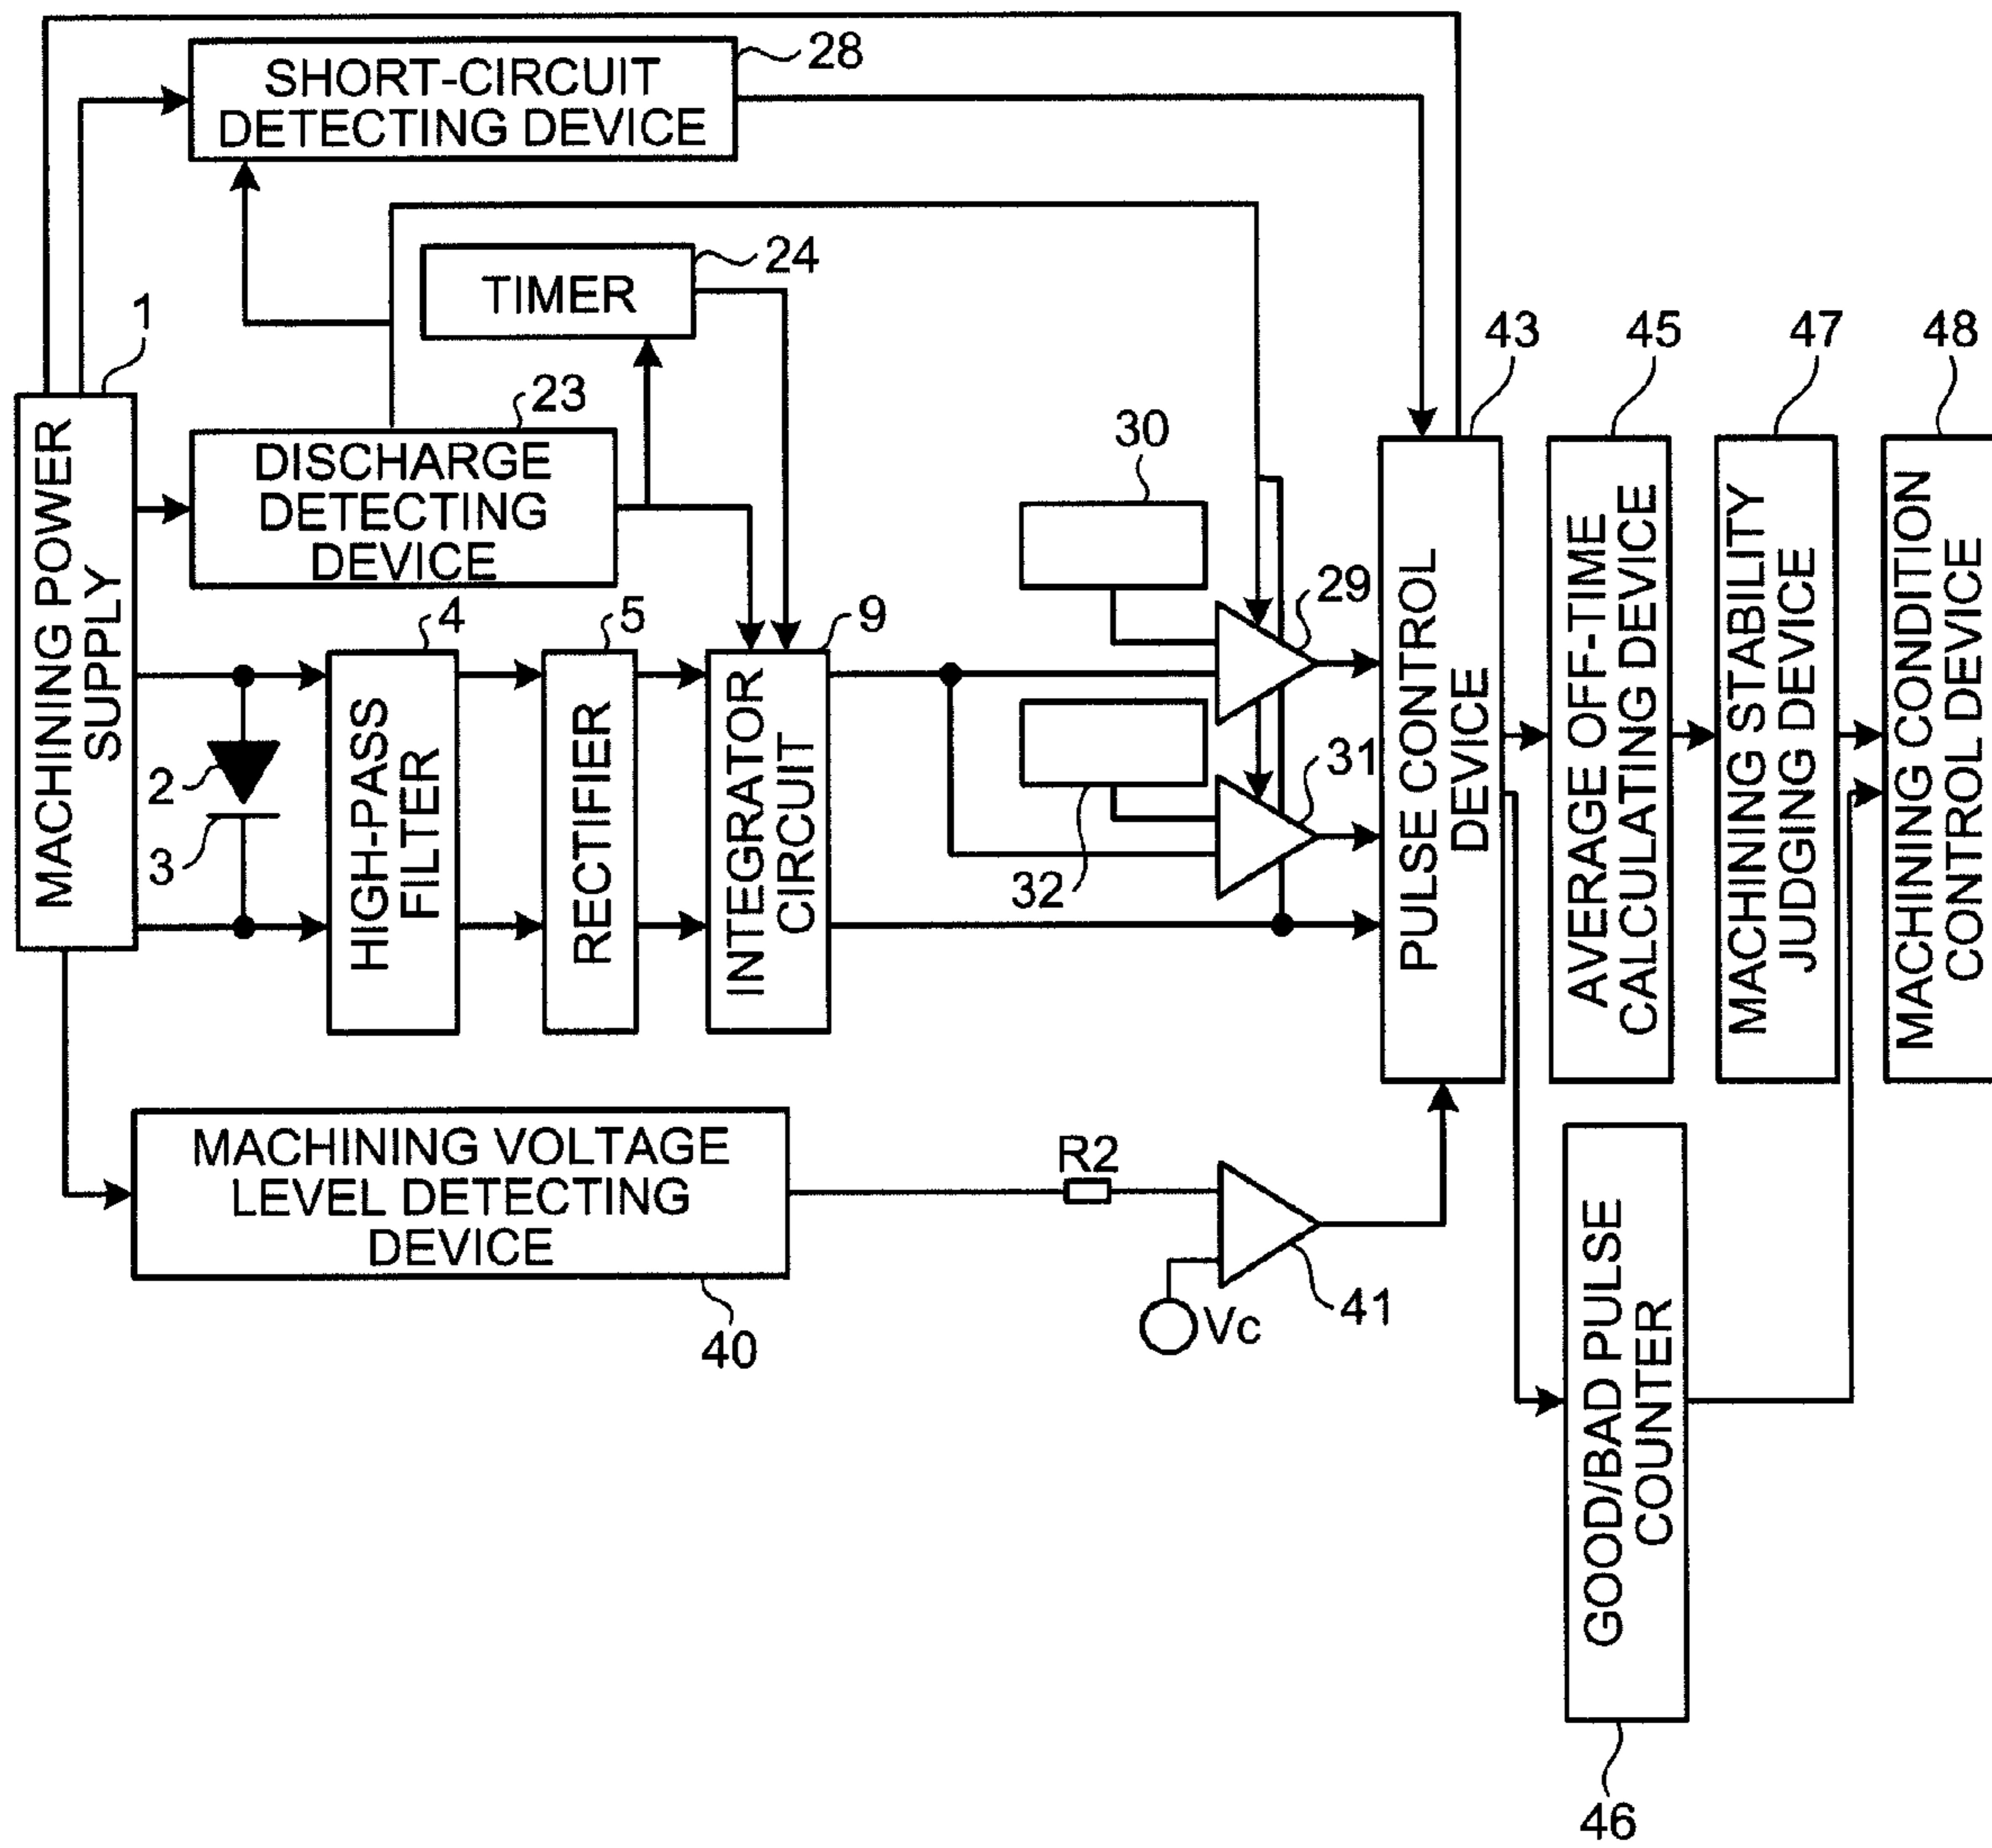 28
SHORT-CIRCUIT
DETECTING DEVICE
24
TIMER
1
MACHINING POWER
SUPPLY
23
DISCHARGE
DETECTING
DEVICE
2
3
4
HIGH-PASS
FILTER
5
RECTIFIER
9
INTEGRATOR
CIRCUIT
30
29
32
31
43
PULSE CONTROL
DEVICE
45
AVERAGE OFF-TIME
CALCULATING DEVICE
47
MACHINING STABILITY
JUDGING DEVICE
48
MACHINING CONDITION
CONTROL DEVICE
MACHINING VOLTAGE
LEVEL DETECTING
DEVICE
40
R2
Vc
41
GOOD/BAD PULSE
COUNTER
46